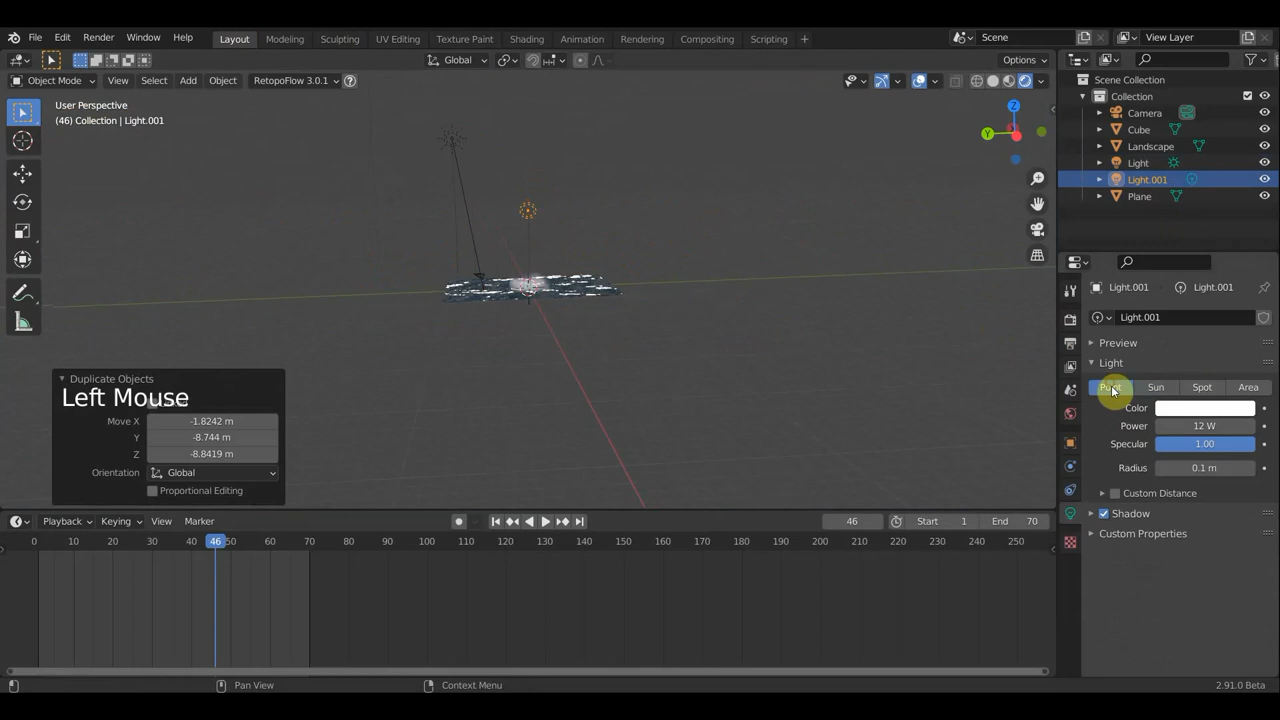 File Edit Render Window Help Layout Modeling Sculpting UV Editing Texture Paint Shading Animation Rendering Compositing Scripting + Scene View Layer
Global Options
Object Mode View Select Add Object RetopoFlow 3.0.1
User Perspective
(46) Collection | Light.001
Z
Y
Scene Collection
Collection
Camera
Cube
Landscape
Light
Light.001
Plane
Light.001 Light.001
Light.001
Preview
Light
Sun Spot Area
Color
Power 12 W
Specular 1.00
Radius 0.1 m
Custom Distance
Shadow
Custom Properties
Duplicate Objects
Left Mouse
Move X -1.8242 m
Y -8.744 m
Z -8.8419 m
Orientation Global
Proportional Editing
Playback Keying View Marker 46 Start 1 End 70
0 10 20 30 40 46 50 60 70 80 90 100 110 120 130 140 150 160 170 180 190 200 210 220 230 240 250
Pan View Context Menu 2.91.0 Beta